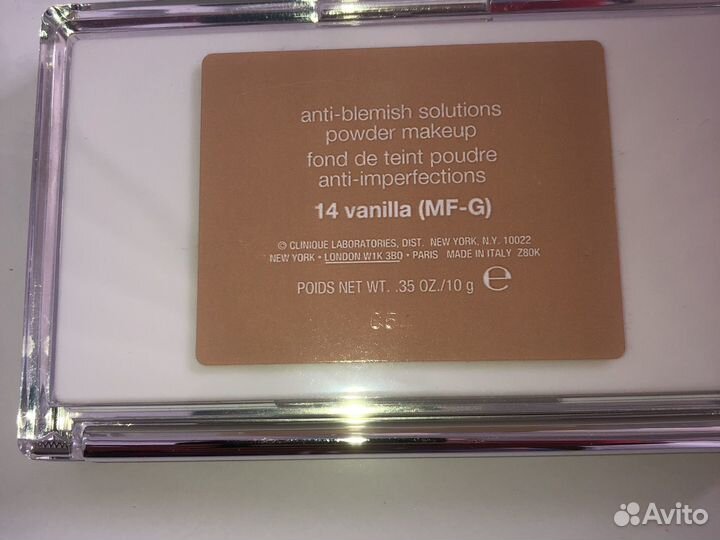 anti-blemish solutions
powder makeup
fond de teint poudre
anti-imperfections
14 vanilla (MF-G)
© CLINIQUE LABORATORIES, DIST. NEW YORK, N.Y. 10022
NEW YORK • LONDON W1K 3BQ • PARIS MADE IN ITALY Z80K
POIDS NET WT. .35 OZ./10 g ℮
Avito